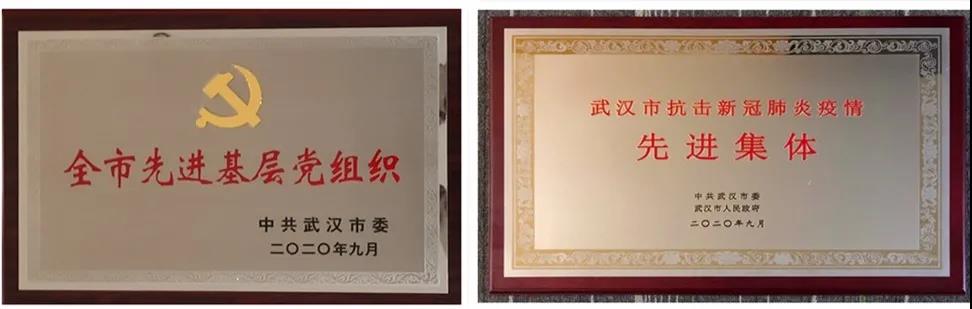 全市先进基层党组织
中共武汉市委
二〇二〇年九月
武汉市抗击新冠肺炎疫情
先进集体
中共武汉市委
武汉市人民政府
二〇二〇年九月